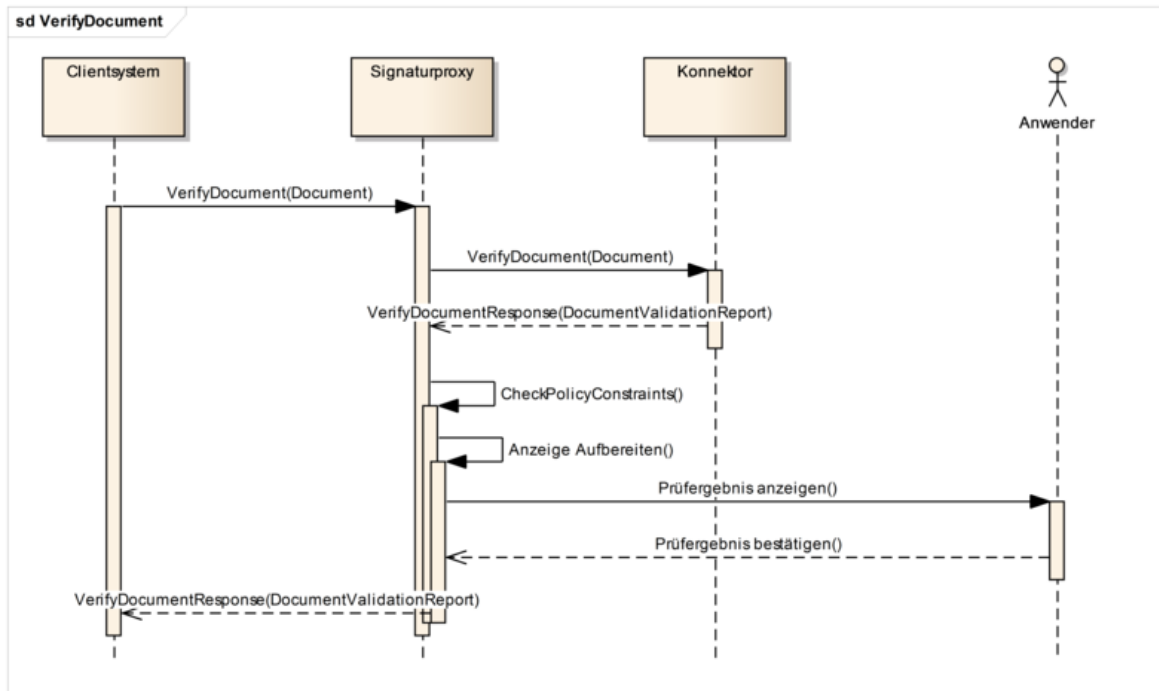 sd VerifyDocument
Clientsystem
Signaturproxy
Konnektor
Anwender
VerifyDocument(Document)
VerifyDocument(Document)
VerifyDocumentResponse(DocumentValidationReport)
CheckPolicyConstraints()
Anzeige Aufbereiten()
Prüfergebnis anzeigen()
Prüfergebnis bestätigen()
VerifyDocumentResponse(DocumentValidationReport)